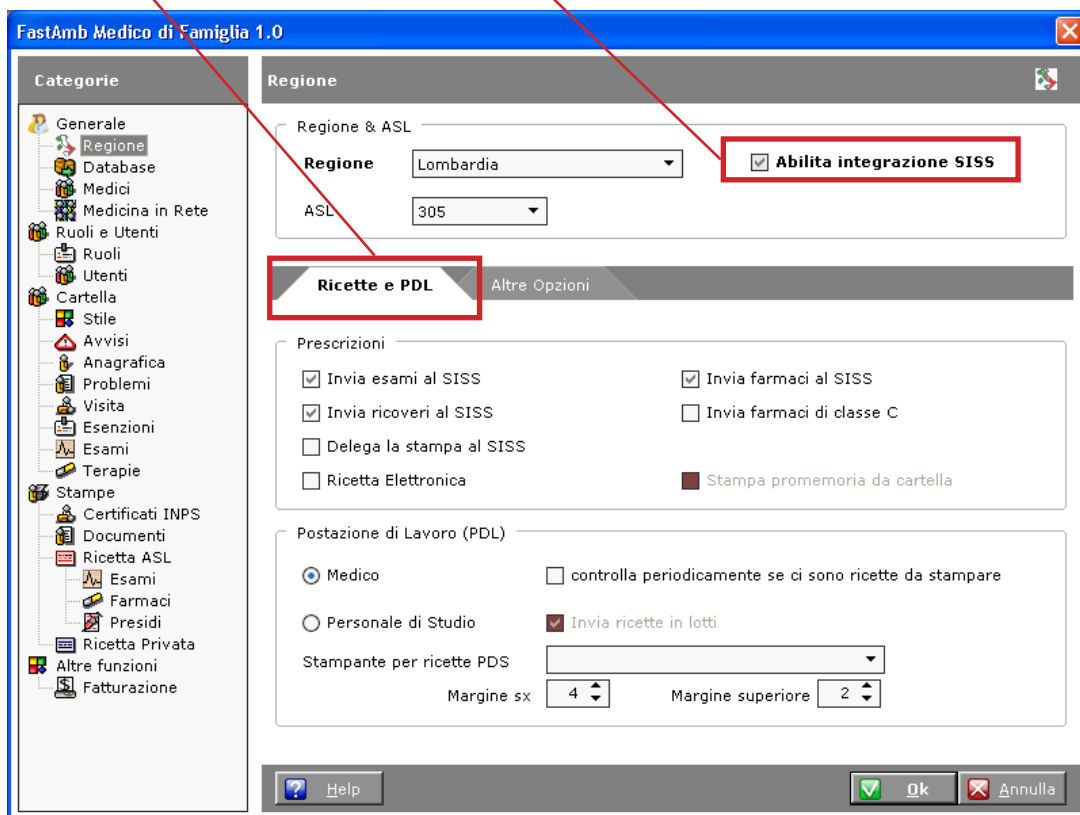 FastAmb Medico di Famiglia 1.0
Categorie
Generale
Regione
Database
Medici
Medicina in Rete
Ruoli e Utenti
Ruoli
Utenti
Cartella
Stile
Avvisi
Anagrafica
Problemi
Visita
Esenzioni
Esami
Terapie
Stampe
Certificati INPS
Documenti
Ricetta ASL
Esami
Farmaci
Presidi
Ricetta Privata
Altre funzioni
Fatturazione
Regione
Regione & ASL
Regione Lombardia Abilita integrazione SISS
ASL 305
Ricette e PDL Altre Opzioni
Prescrizioni
Invia esami al SISS Invia farmaci al SISS
Invia ricoveri al SISS Invia farmaci di classe C
Delega la stampa al SISS
Ricetta Elettronica Stampa promemoria da cartella
Postazione di Lavoro (PDL)
Medico controlla periodicamente se ci sono ricette da stampare
Personale di Studio Invia ricette in lotti
Stampante per ricette PDS
Margine sx 4 Margine superiore 2
Help Ok Annulla